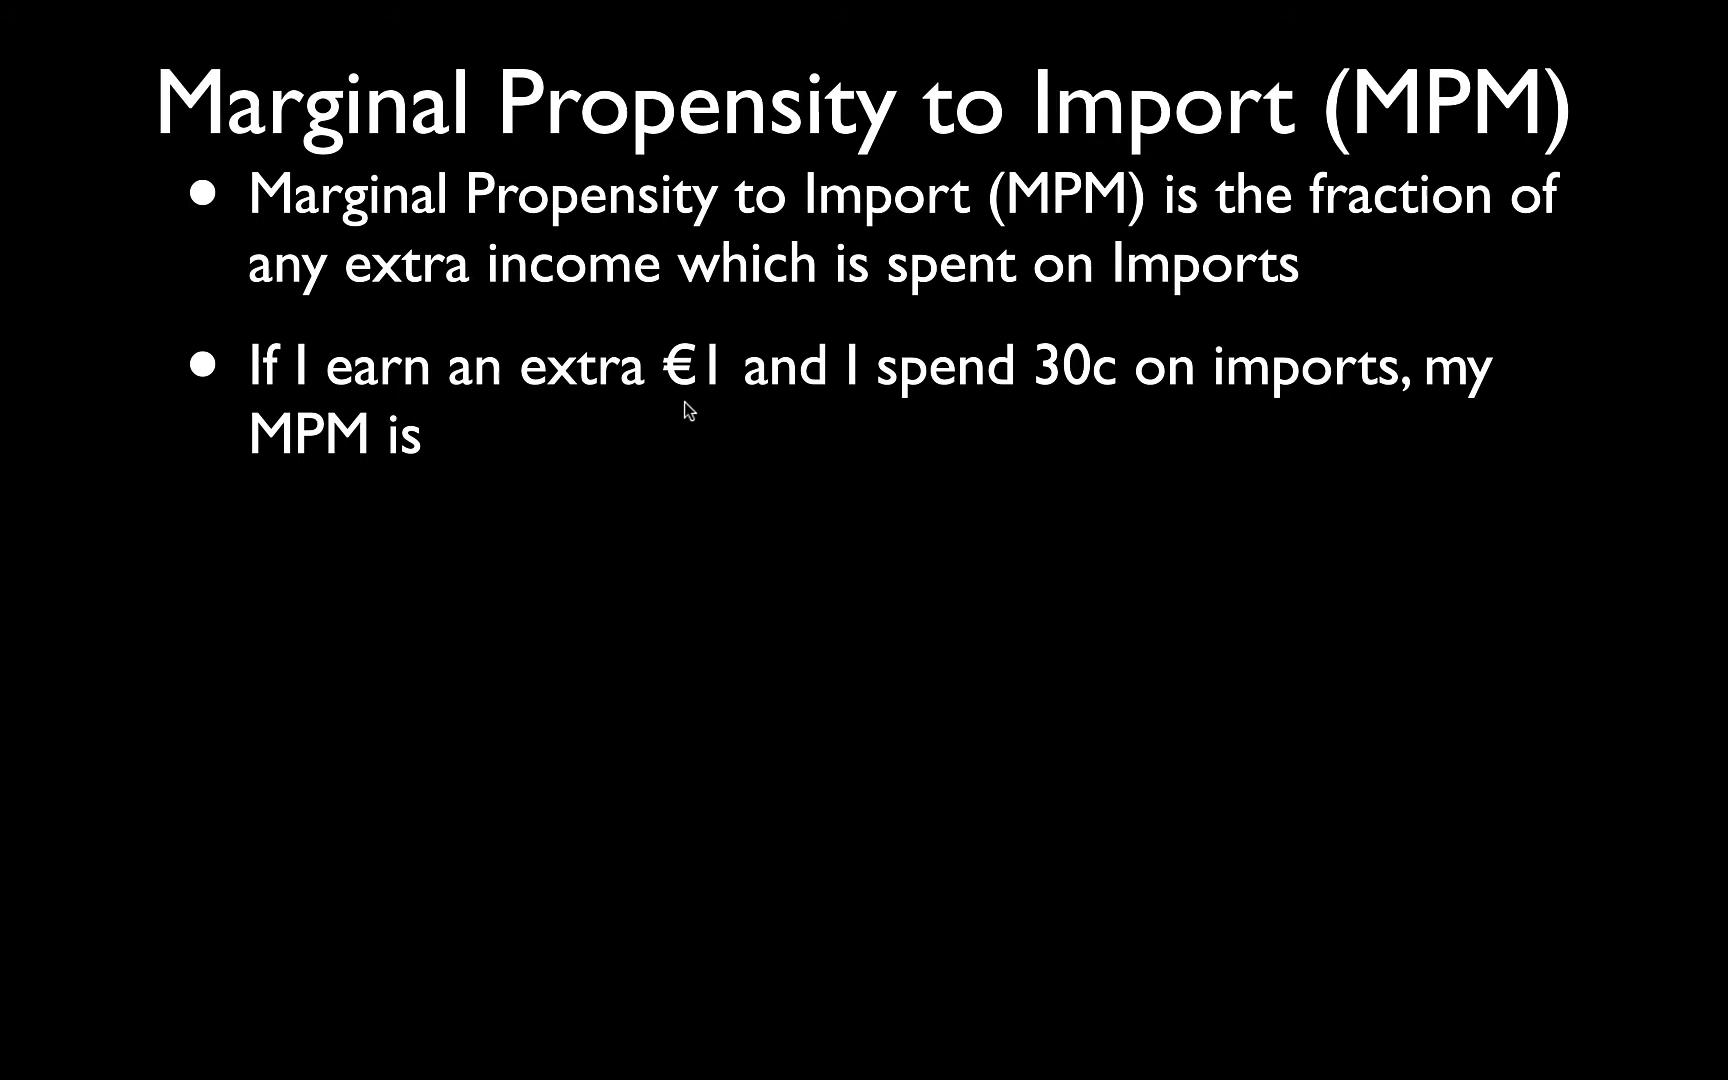 Marginal Propensity to Import (MPM)
● Marginal Propensity to Import (MPM) is the fraction of
any extra income which is spent on Imports
● If I earn an extra €1 and I spend 30c on imports, my
MPM is